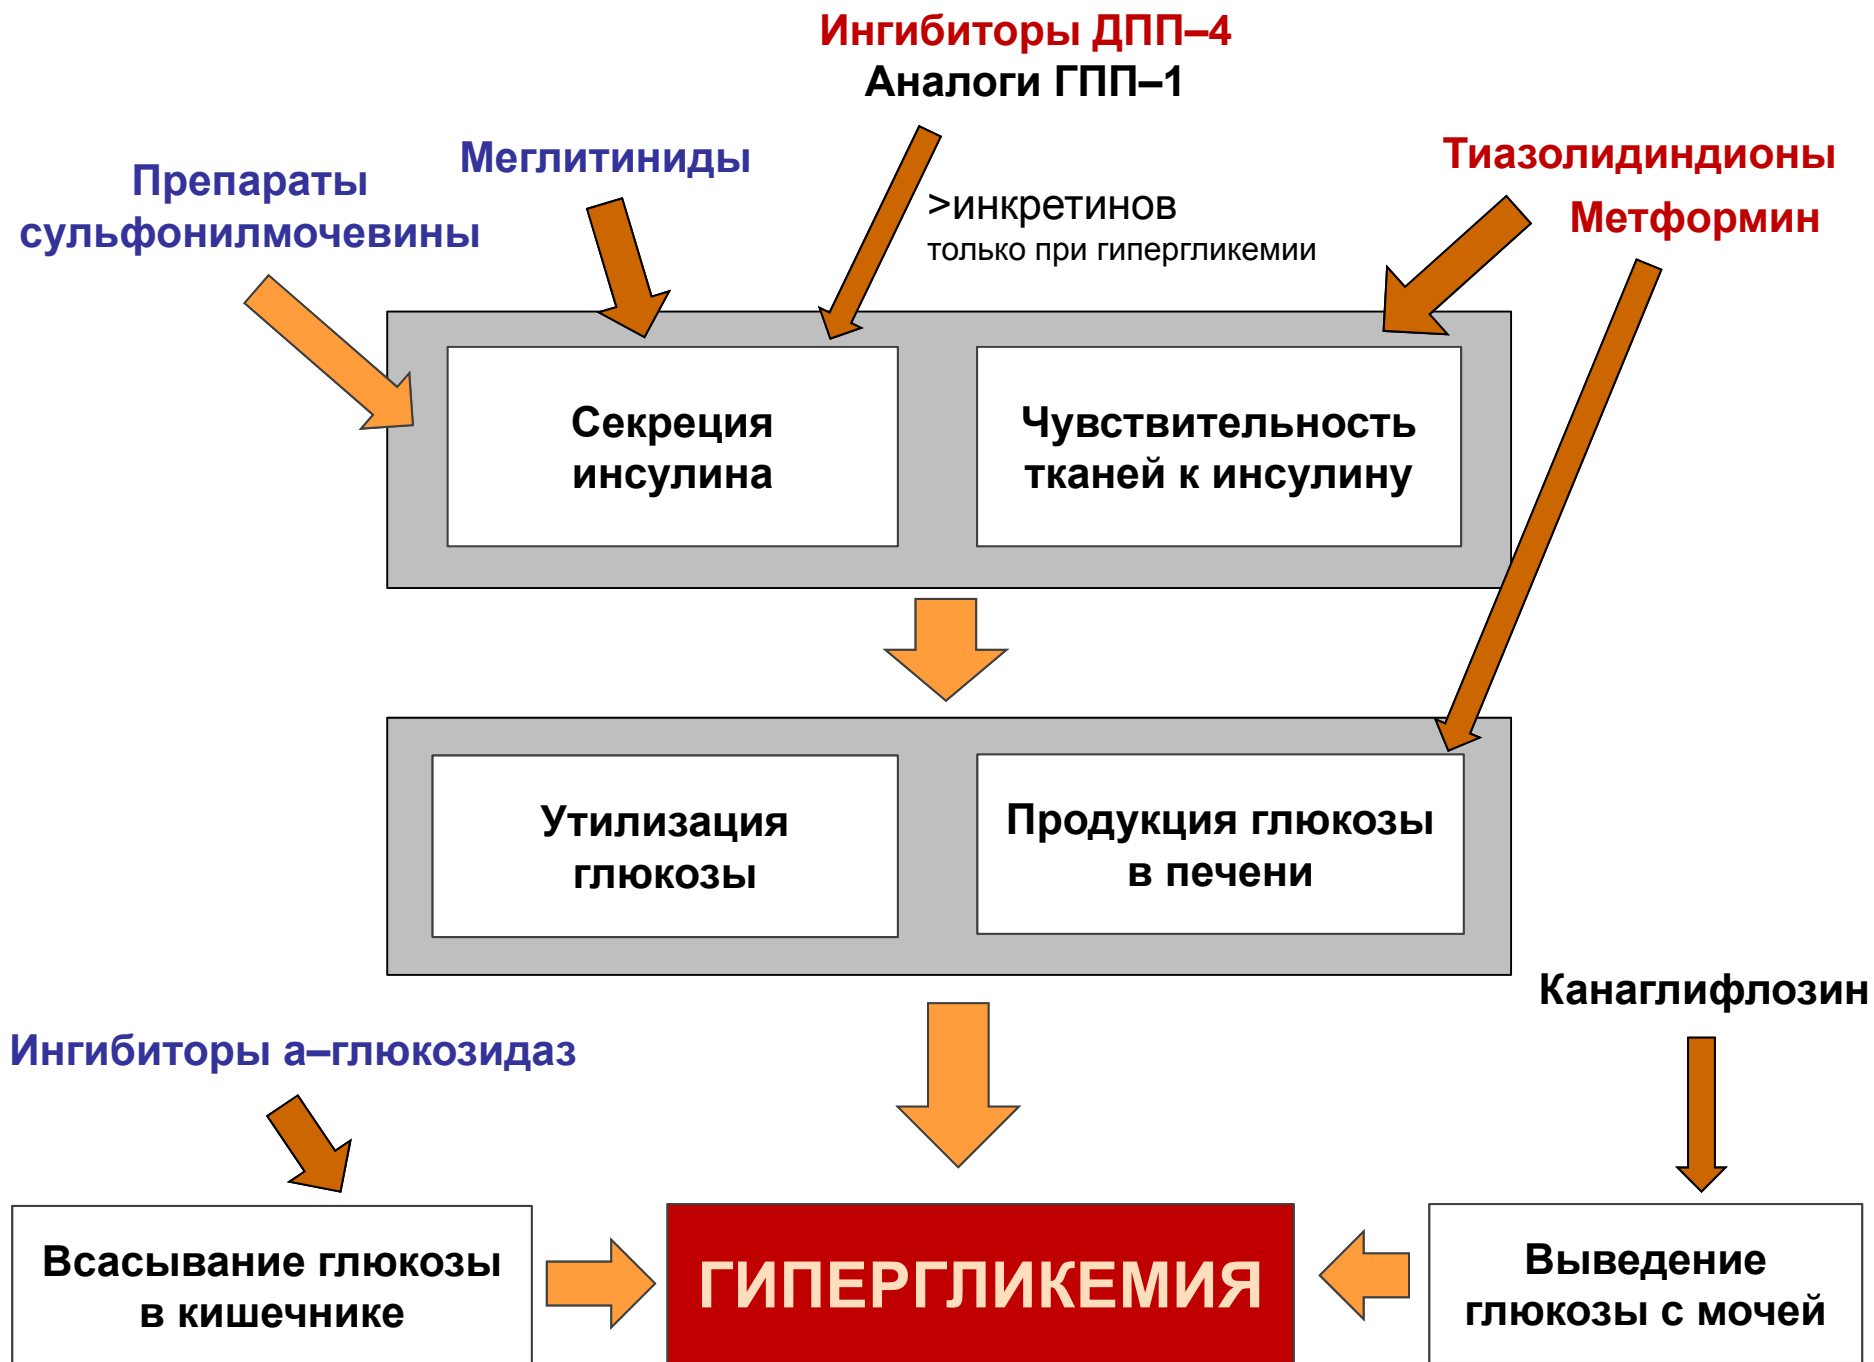 Ингибиторы ДПП–4
Аналоги ГПП–1
Меглитиниды
Тиазолидиндионы
Препараты
сульфонилмочевины
>инкретинов
только при гипергликемии
Метформин
Секреция
инсулина
Чувствительность
тканей к инсулину
Утилизация
глюкозы
Продукция глюкозы
в печени
Канаглифлозин
Ингибиторы а–глюкозидаз
Всасывание глюкозы
в кишечнике
ГИПЕРГЛИКЕМИЯ
Выведение
глюкозы с мочей